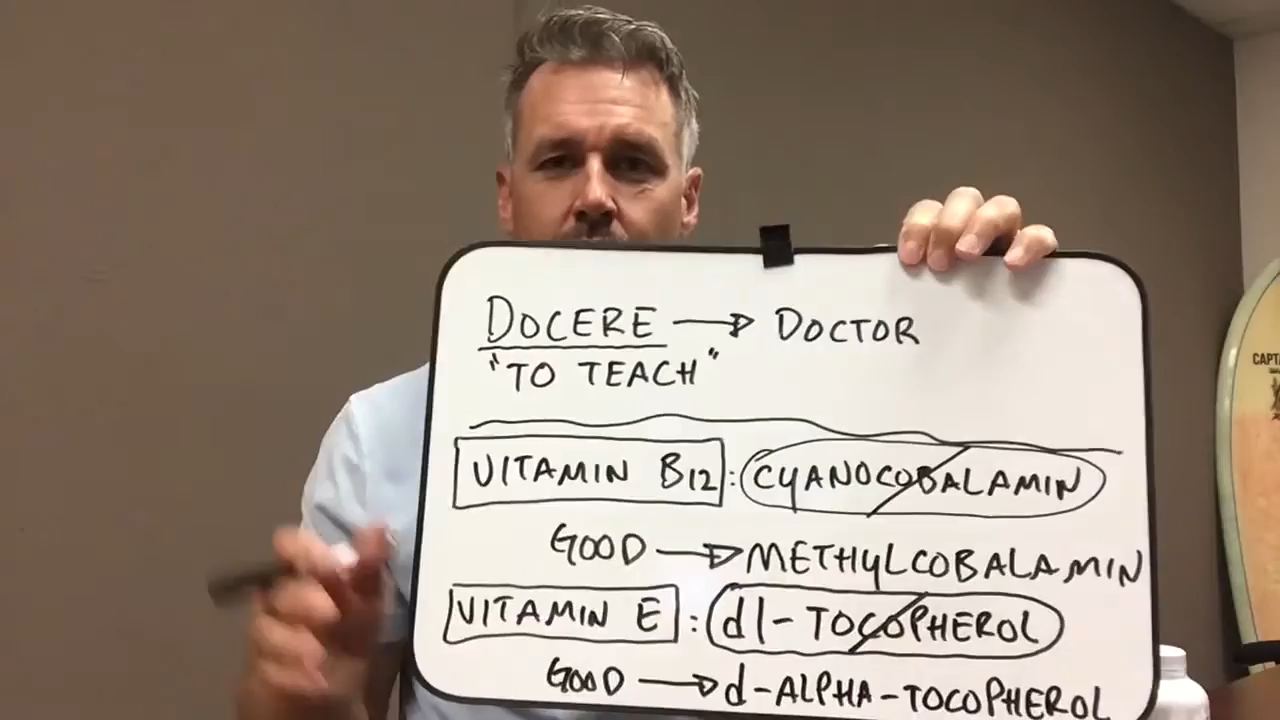 DOCERE → DOCTOR
"TO TEACH"
VITAMIN B12: CYANOCOBALAMIN
GOOD → METHYLCOBALAMIN
VITAMIN E: dl-TOCOPHEROL
GOOD → d-ALPHA-TOCOPHEROL